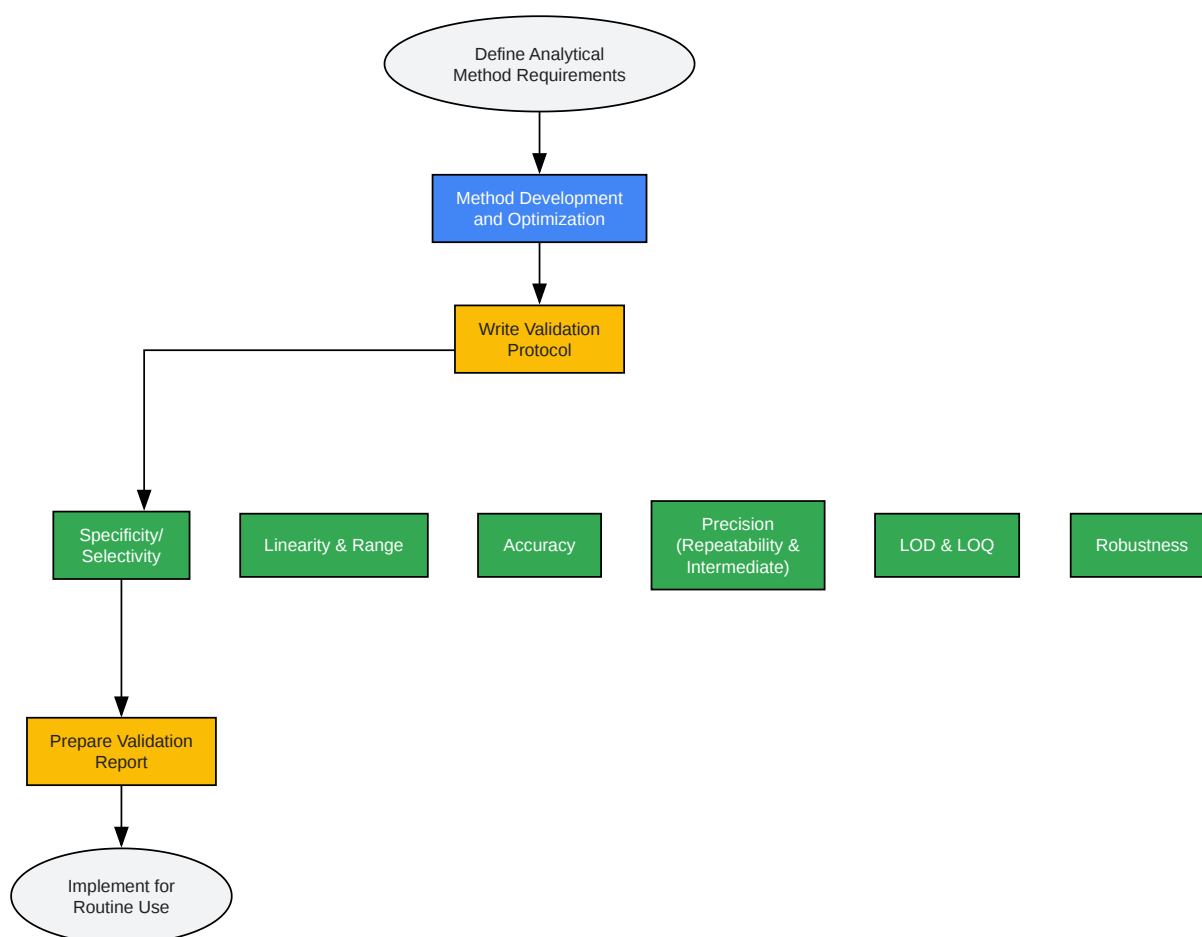 Define Analytical
Method Requirements
Method Development
and Optimization
Write Validation
Protocol
Specificity/
Selectivity
Linearity & Range
Accuracy
Precision
(Repeatability &
Intermediate)
LOD & LOQ
Robustness
Prepare Validation
Report
Implement for
Routine Use